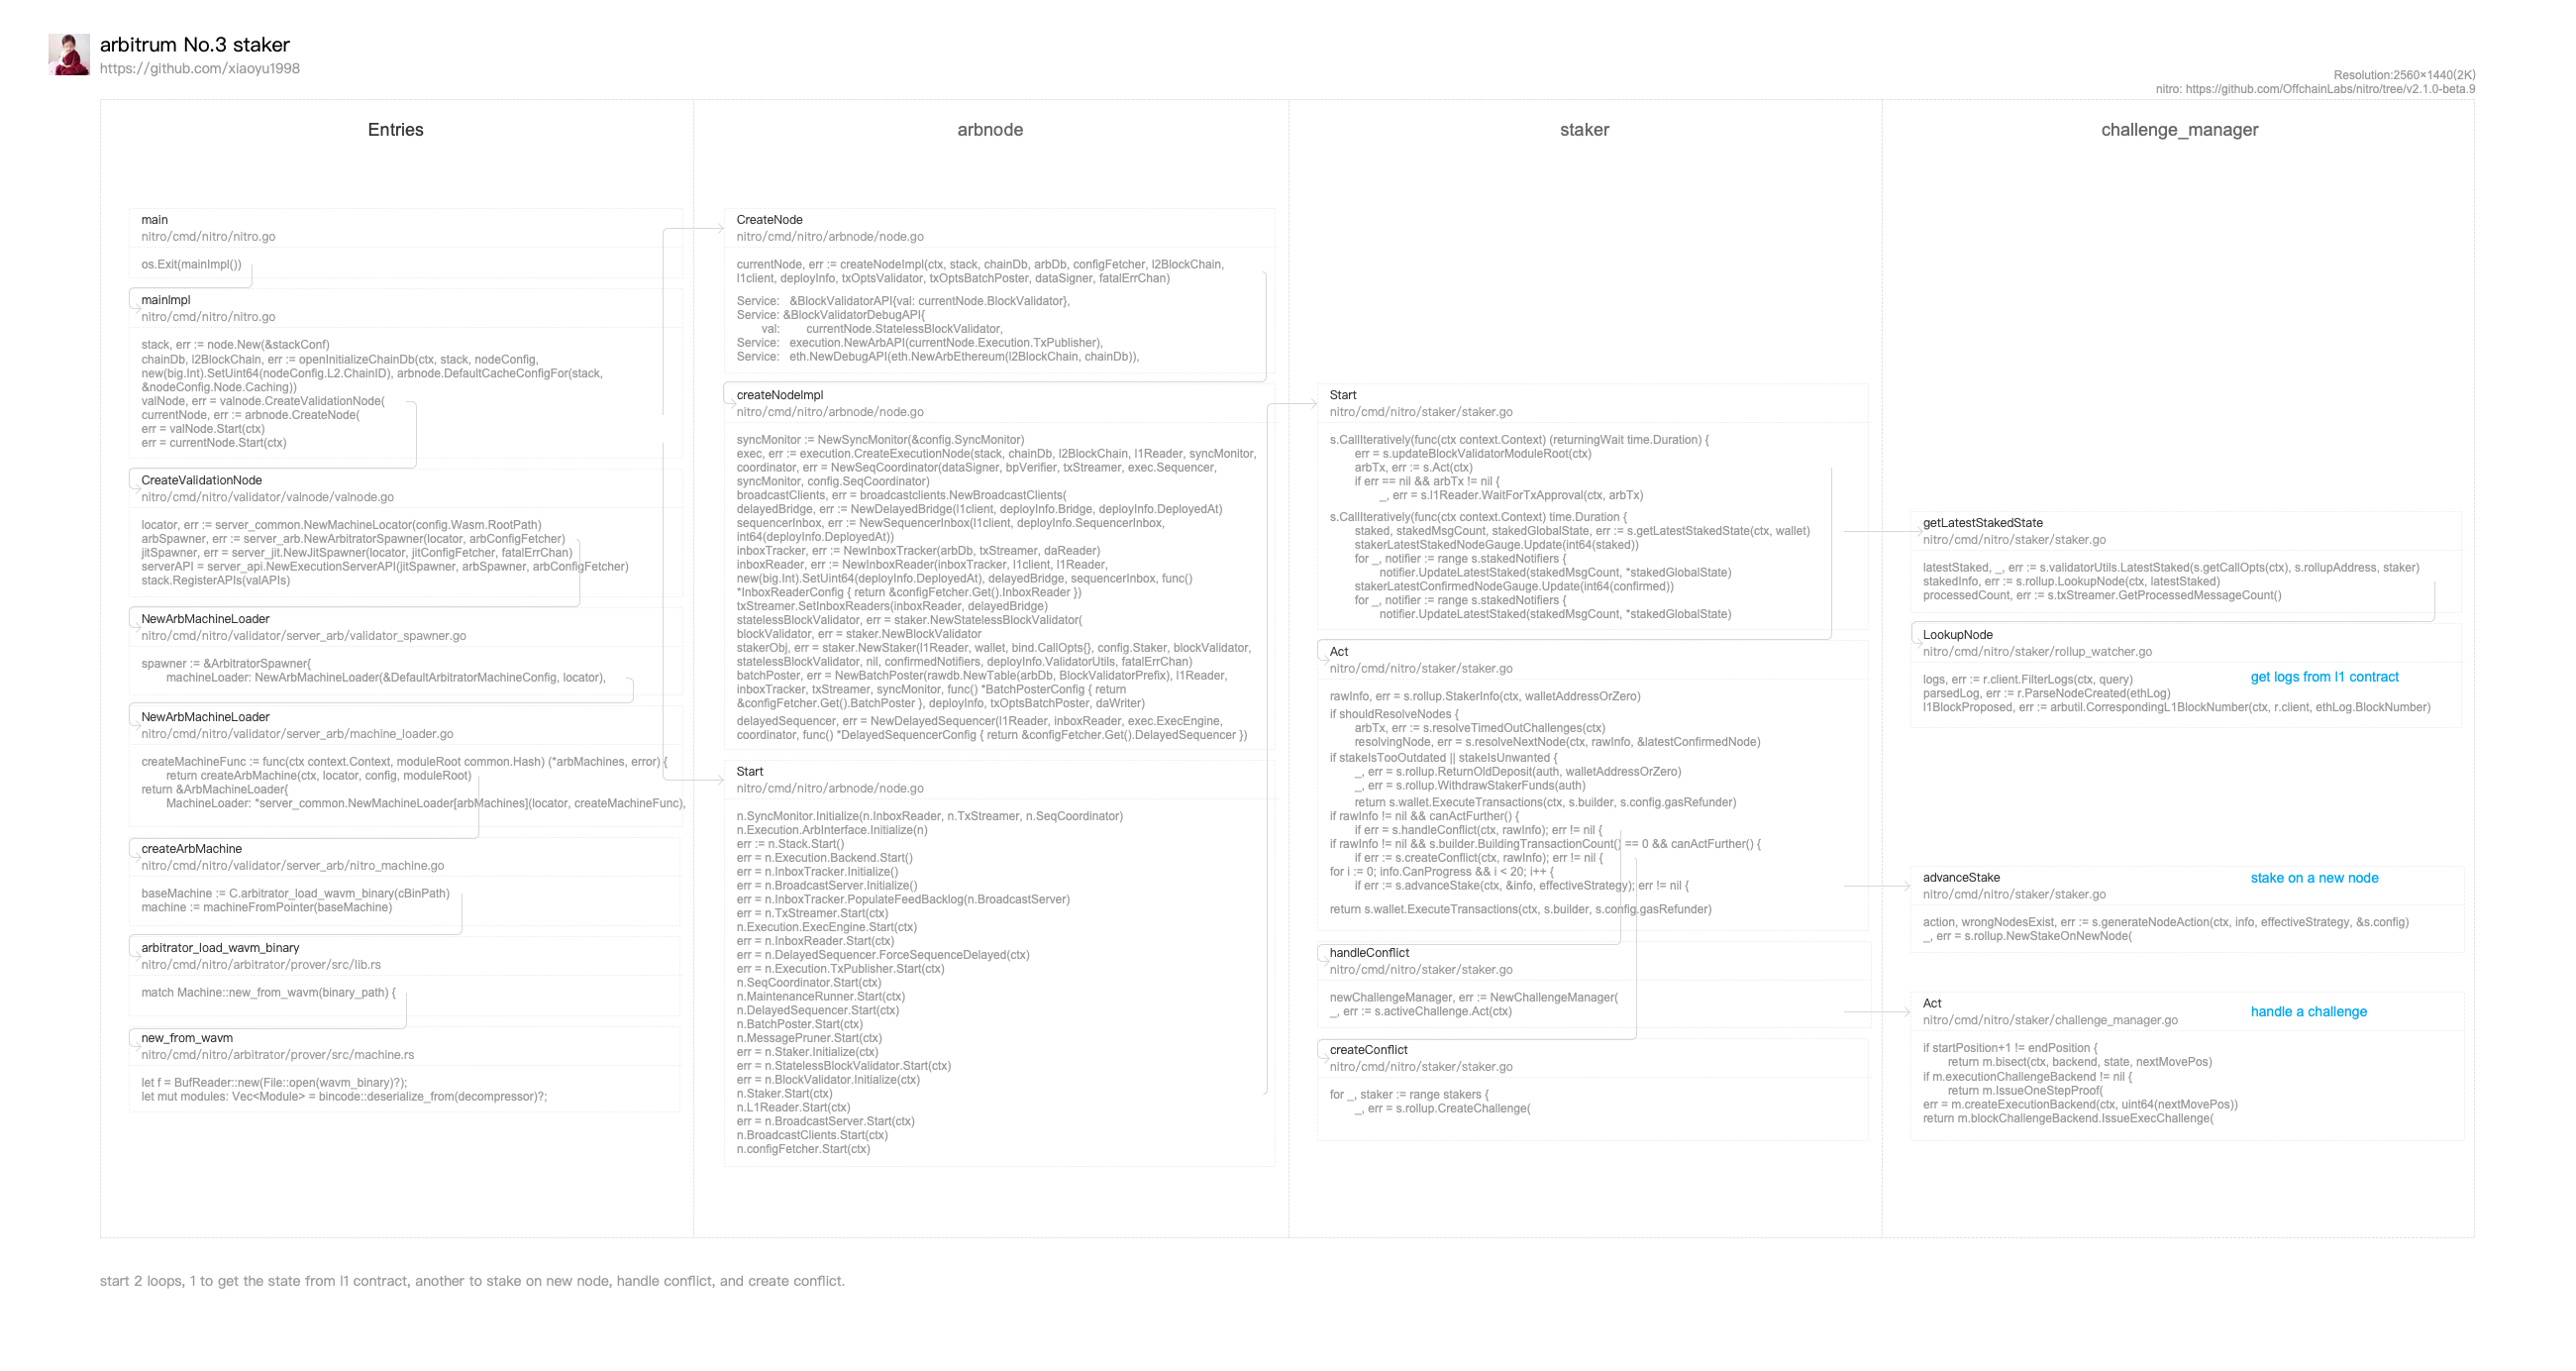 arbitrum No.3 staker
https://github.com/xiaoyu1998
Resolution:2560×1440(2K)
nitro: https://github.com/OffchainLabs/nitro/tree/v2.1.0-beta.9
Entries
main
nitro/cmd/nitro/nitro.go
os.Exit(mainImpl())
mainImpl
nitro/cmd/nitro/nitro.go
stack, err := node.New(&stackConf)
chainDb, l2BlockChain, err := openInitializeChainDb(ctx, stack, nodeConfig,
new(big.Int).SetUint64(nodeConfig.L2.ChainID), arbnode.DefaultCacheConfigFor(stack,
&nodeConfig.Node.Caching))
valNode, err = valnode.CreateValidationNode(
currentNode, err := arbnode.CreateNode(
err = valNode.Start(ctx)
err = currentNode.Start(ctx)
CreateValidationNode
nitro/cmd/nitro/validator/valnode/valnode.go
locator, err := server_common.NewMachineLocator(config.Wasm.RootPath)
arbSpawner, err := server_arb.NewArbitratorSpawner(locator, arbConfigFetcher)
jitSpawner, err = server_jit.NewJitSpawner(locator, jitConfigFetcher, fatalErrChan)
serverAPI = server_api.NewExecutionServerAPI(jitSpawner, arbSpawner, arbConfigFetcher)
stack.RegisterAPIs(valAPIs)
NewArbMachineLoader
nitro/cmd/nitro/validator/server_arb/validator_spawner.go
spawner := &ArbitratorSpawner{
machineLoader: NewArbMachineLoader(&DefaultArbitratorMachineConfig, locator),
NewArbMachineLoader
nitro/cmd/nitro/validator/server_arb/machine_loader.go
createMachineFunc := func(ctx context.Context, moduleRoot common.Hash) (*arbMachines, error) {
return createArbMachine(ctx, locator, config, moduleRoot)
return &ArbMachineLoader{
MachineLoader: *server_common.NewMachineLoader[arbMachines](locator, createMachineFunc),
createArbMachine
nitro/cmd/nitro/validator/server_arb/nitro_machine.go
baseMachine := C.arbitrator_load_wavm_binary(cBinPath)
machine := machineFromPointer(baseMachine)
arbitrator_load_wavm_binary
nitro/cmd/nitro/arbitrator/prover/src/lib.rs
match Machine::new_from_wavm(binary_path) {
new_from_wavm
nitro/cmd/nitro/arbitrator/prover/src/machine.rs
let f = BufReader::new(File::open(wavm_binary)?);
let mut modules: Vec<Module> = bincode::deserialize_from(decompressor)?;
arbnode
CreateNode
nitro/cmd/nitro/arbnode/node.go
currentNode, err := createNodeImpl(ctx, stack, chainDb, arbDb, configFetcher, l2BlockChain,
l1client, deployInfo, txOptsValidator, txOptsBatchPoster, dataSigner, fatalErrChan)
Service: &BlockValidatorAPI{val: currentNode.BlockValidator},
Service: &BlockValidatorDebugAPI{
val: currentNode.StatelessBlockValidator,
Service: execution.NewArbAPI(currentNode.Execution.TxPublisher),
Service: eth.NewDebugAPI(eth.NewArbEthereum(l2BlockChain, chainDb)),
createNodeImpl
nitro/cmd/nitro/arbnode/node.go
syncMonitor := NewSyncMonitor(&config.SyncMonitor)
exec, err := execution.CreateExecutionNode(stack, chainDb, l2BlockChain, l1Reader, syncMonitor,
coordinator, err = NewSeqCoordinator(dataSigner, bpVerifier, txStreamer, exec.Sequencer,
syncMonitor, config.SeqCoordinator)
broadcastClients, err = broadcastclients.NewBroadcastClients(
delayedBridge, err := NewDelayedBridge(l1client, deployInfo.Bridge, deployInfo.DeployedAt)
sequencerInbox, err := NewSequencerInbox(l1client, deployInfo.SequencerInbox,
int64(deployInfo.DeployedAt))
inboxTracker, err := NewInboxTracker(arbDb, txStreamer, daReader)
inboxReader, err := NewInboxReader(inboxTracker, l1client, l1Reader,
new(big.Int).SetUint64(deployInfo.DeployedAt), delayedBridge, sequencerInbox, func()
*InboxReaderConfig { return &configFetcher.Get().InboxReader })
txStreamer.SetInboxReaders(inboxReader, delayedBridge)
statelessBlockValidator, err = staker.NewStatelessBlockValidator(
blockValidator, err = staker.NewBlockValidator
stakerObj, err = staker.NewStaker(l1Reader, wallet, bind.CallOpts{}, config.Staker, blockValidator,
statelessBlockValidator, nil, confirmedNotifiers, deployInfo.ValidatorUtils, fatalErrChan)
batchPoster, err = NewBatchPoster(rawdb.NewTable(arbDb, BlockValidatorPrefix), l1Reader,
inboxTracker, txStreamer, syncMonitor, func() *BatchPosterConfig { return
&configFetcher.Get().BatchPoster }, deployInfo, txOptsBatchPoster, daWriter)
delayedSequencer, err = NewDelayedSequencer(l1Reader, inboxReader, exec.ExecEngine,
coordinator, func() *DelayedSequencerConfig { return &configFetcher.Get().DelayedSequencer })
Start
nitro/cmd/nitro/arbnode/node.go
n.SyncMonitor.Initialize(n.InboxReader, n.TxStreamer, n.SeqCoordinator)
n.Execution.ArbInterface.Initialize(n)
err := n.Stack.Start()
err = n.Execution.Backend.Start()
err = n.InboxTracker.Initialize()
err = n.BroadcastServer.Initialize()
err = n.InboxTracker.PopulateFeedBacklog(n.BroadcastServer)
err = n.TxStreamer.Start(ctx)
n.Execution.ExecEngine.Start(ctx)
err = n.InboxReader.Start(ctx)
err = n.DelayedSequencer.ForceSequenceDelayed(ctx)
err = n.Execution.TxPublisher.Start(ctx)
n.SeqCoordinator.Start(ctx)
n.MaintenanceRunner.Start(ctx)
n.DelayedSequencer.Start(ctx)
n.BatchPoster.Start(ctx)
n.MessagePruner.Start(ctx)
err = n.Staker.Initialize(ctx)
err = n.StatelessBlockValidator.Start(ctx)
err = n.BlockValidator.Initialize(ctx)
n.Staker.Start(ctx)
n.L1Reader.Start(ctx)
err = n.BroadcastServer.Start(ctx)
n.BroadcastClients.Start(ctx)
n.configFetcher.Start(ctx)
staker
Start
nitro/cmd/nitro/staker/staker.go
s.CallIteratively(func(ctx context.Context) (returningWait time.Duration) {
err = s.updateBlockValidatorModuleRoot(ctx)
arbTx, err := s.Act(ctx)
if err == nil && arbTx != nil {
_, err = s.l1Reader.WaitForTxApproval(ctx, arbTx)
s.CallIteratively(func(ctx context.Context) time.Duration {
staked, stakedMsgCount, stakedGlobalState, err := s.getLatestStakedState(ctx, wallet)
stakerLatestStakedNodeGauge.Update(int64(staked))
for _, notifier := range s.stakedNotifiers {
notifier.UpdateLatestStaked(stakedMsgCount, *stakedGlobalState)
stakerLatestConfirmedNodeGauge.Update(int64(confirmed))
for _, notifier := range s.stakedNotifiers {
notifier.UpdateLatestStaked(stakedMsgCount, *stakedGlobalState)
Act
nitro/cmd/nitro/staker/staker.go
rawInfo, err = s.rollup.StakerInfo(ctx, walletAddressOrZero)
if shouldResolveNodes {
arbTx, err := s.resolveTimedOutChallenges(ctx)
resolvingNode, err = s.resolveNextNode(ctx, rawInfo, &latestConfirmedNode)
if stakeIsTooOutdated || stakeIsUnwanted {
_, err = s.rollup.ReturnOldDeposit(auth, walletAddressOrZero)
_, err = s.rollup.WithdrawStakerFunds(auth)
return s.wallet.ExecuteTransactions(ctx, s.builder, s.config.gasRefunder)
if rawInfo != nil && canActFurther() {
if err = s.handleConflict(ctx, rawInfo); err != nil {
if rawInfo != nil && s.builder.BuildingTransactionCount() == 0 && canActFurther() {
if err := s.createConflict(ctx, rawInfo); err != nil {
for i := 0; info.CanProgress && i < 20; i++ {
if err := s.advanceStake(ctx, &info, effectiveStrategy); err != nil {
return s.wallet.ExecuteTransactions(ctx, s.builder, s.config.gasRefunder)
handleConflict
nitro/cmd/nitro/staker/staker.go
newChallengeManager, err := NewChallengeManager(
_, err := s.activeChallenge.Act(ctx)
createConflict
nitro/cmd/nitro/staker/staker.go
for _, staker := range stakers {
_, err = s.rollup.CreateChallenge(
challenge_manager
getLatestStakedState
nitro/cmd/nitro/staker/staker.go
latestStaked, _, err := s.validatorUtils.LatestStaked(s.getCallOpts(ctx), s.rollupAddress, staker)
stakedInfo, err := s.rollup.LookupNode(ctx, latestStaked)
processedCount, err := s.txStreamer.GetProcessedMessageCount()
LookupNode
nitro/cmd/nitro/staker/rollup_watcher.go
get logs from l1 contract
logs, err := r.client.FilterLogs(ctx, query)
parsedLog, err := r.ParseNodeCreated(ethLog)
l1BlockProposed, err := arbutil.CorrespondingL1BlockNumber(ctx, r.client, ethLog.BlockNumber)
advanceStake
stake on a new node
nitro/cmd/nitro/staker/staker.go
action, wrongNodesExist, err := s.generateNodeAction(ctx, info, effectiveStrategy, &s.config)
_, err = s.rollup.NewStakeOnNewNode(
Act
handle a challenge
nitro/cmd/nitro/staker/challenge_manager.go
if startPosition+1 != endPosition {
return m.bisect(ctx, backend, state, nextMovePos)
if m.executionChallengeBackend != nil {
return m.IssueOneStepProof(
err = m.createExecutionBackend(ctx, uint64(nextMovePos))
return m.blockChallengeBackend.IssueExecChallenge(
start 2 loops, 1 to get the state from l1 contract, another to stake on new node, handle conflict, and create conflict.